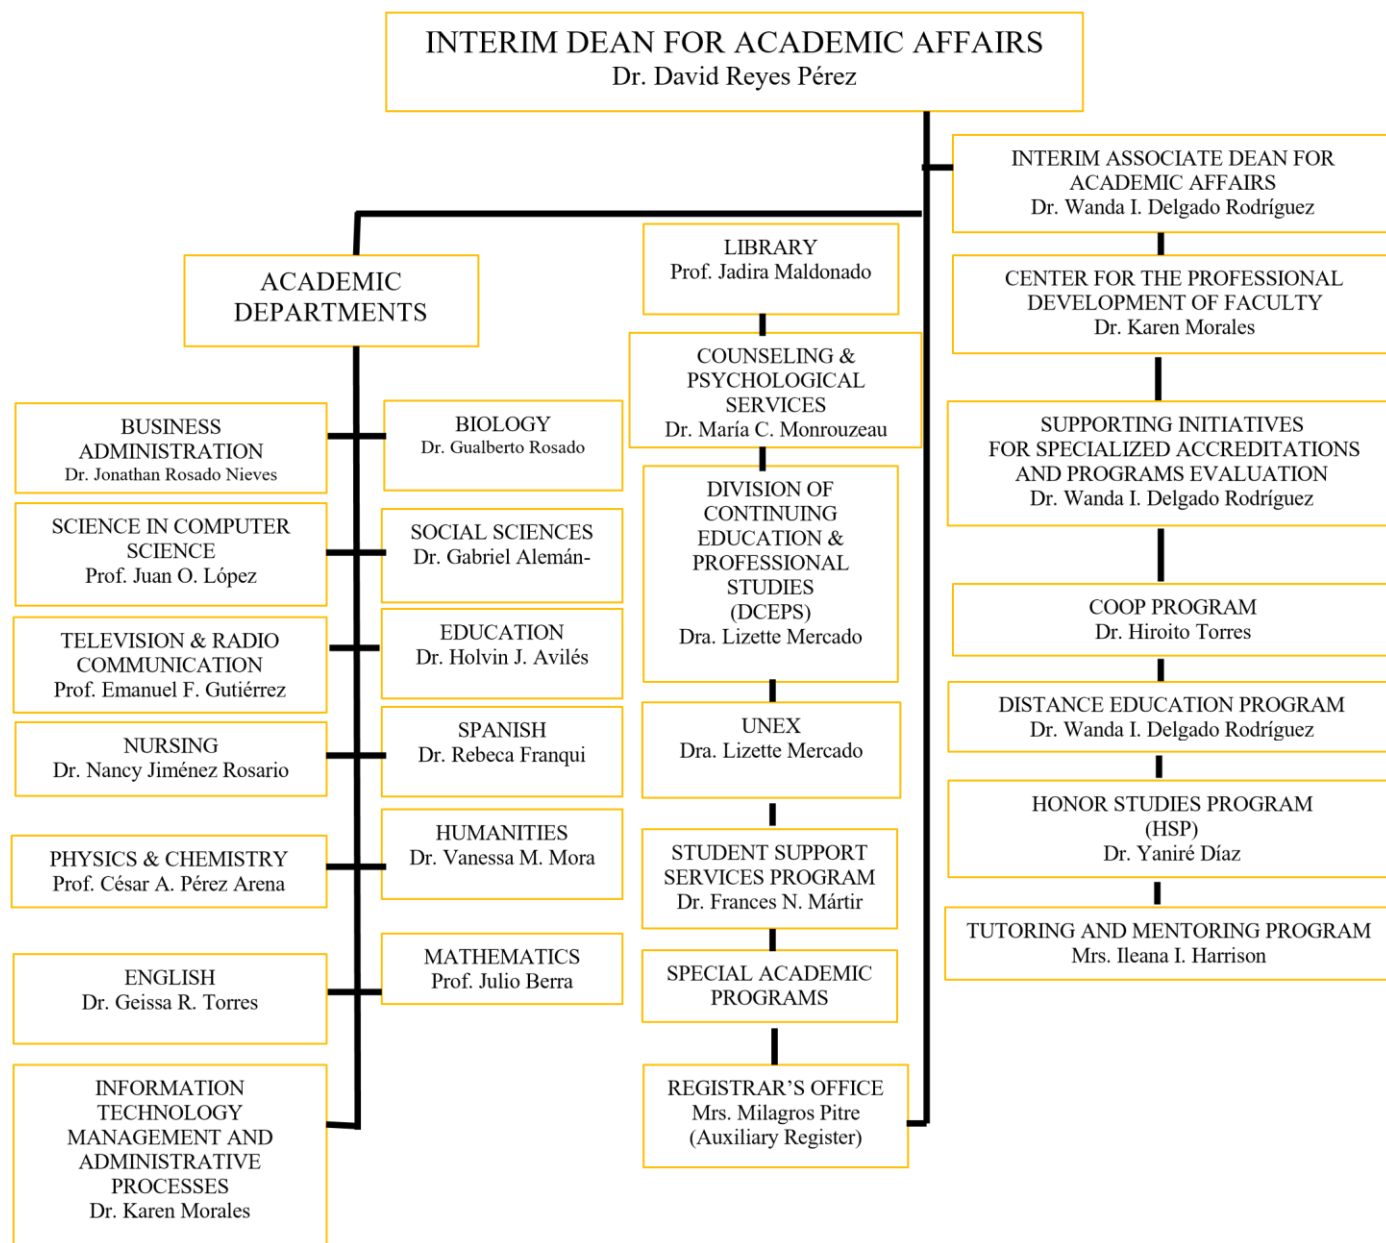 INTERIM DEAN FOR ACADEMIC AFFAIRS
Dr. David Reyes Pérez
INTERIM ASSOCIATE DEAN FOR
ACADEMIC AFFAIRS
Dr. Wanda I. Delgado Rodríguez
ACADEMIC
DEPARTMENTS
BUSINESS
ADMINISTRATION
Dr. Jonathan Rosado Nieves
BIOLOGY
Dr. Gualberto Rosado
SCIENCE IN COMPUTER
SCIENCE
Prof. Juan O. López
SOCIAL SCIENCES
Dr. Gabriel Alemán-
TELEVISION & RADIO
COMMUNICATION
Prof. Emanuel F. Gutiérrez
EDUCATION
Dr. Holvin J. Avilés
NURSING
Dr. Nancy Jiménez Rosario
SPANISH
Dr. Rebeca Franqui
PHYSICS & CHEMISTRY
Prof. César A. Pérez Arena
HUMANITIES
Dr. Vanessa M. Mora
ENGLISH
Dr. Geissa R. Torres
MATHEMATICS
Prof. Julio Berra
INFORMATION
TECHNOLOGY
MANAGEMENT AND
ADMINISTRATIVE
PROCESSES
Dr. Karen Morales
LIBRARY
Prof. Jadira Maldonado
COUNSELING &
PSYCHOLOGICAL
SERVICES
Dr. María C. Monrouzeau
DIVISION OF
CONTINUING
EDUCATION &
PROFESSIONAL
STUDIES
(DCEPS)
Dra. Lizette Mercado
UNEX
Dra. Lizette Mercado
STUDENT SUPPORT
SERVICES PROGRAM
Dr. Frances N. Mártir
SPECIAL ACADEMIC
PROGRAMS
REGISTRAR’S OFFICE
Mrs. Milagros Pitre
(Auxiliary Register)
CENTER FOR THE PROFESSIONAL
DEVELOPMENT OF FACULTY
Dr. Karen Morales
SUPPORTING INITIATIVES
FOR SPECIALIZED ACCREDITATIONS
AND PROGRAMS EVALUATION
Dr. Wanda I. Delgado Rodríguez
COOP PROGRAM
Dr. Hiroito Torres
DISTANCE EDUCATION PROGRAM
Dr. Wanda I. Delgado Rodríguez
HONOR STUDIES PROGRAM
(HSP)
Dr. Yaniré Díaz
TUTORING AND MENTORING PROGRAM
Mrs. Ileana I. Harrison